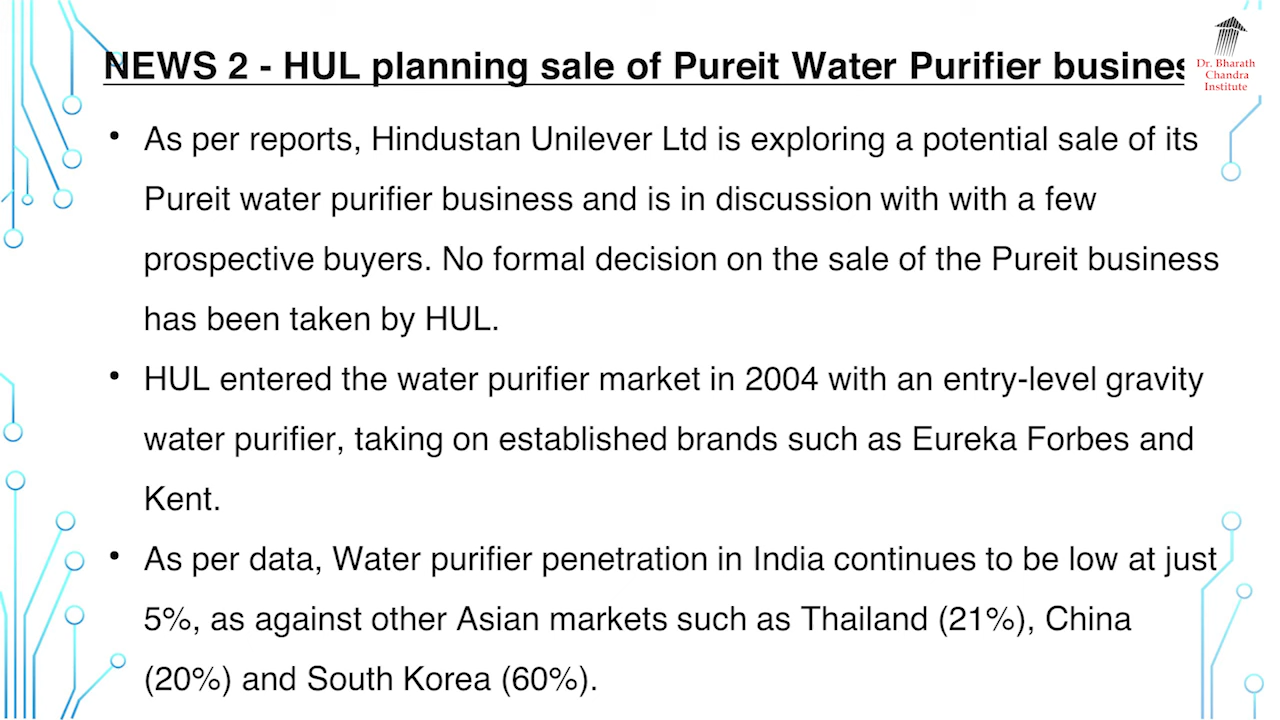 NEWS 2 - HUL planning sale of Pureit Water Purifier busines
Dr. Bharath
Chandra
Institute
• As per reports, Hindustan Unilever Ltd is exploring a potential sale of its
Pureit water purifier business and is in discussion with with a few
prospective buyers. No formal decision on the sale of the Pureit business
has been taken by HUL.
• HUL entered the water purifier market in 2004 with an entry-level gravity
water purifier, taking on established brands such as Eureka Forbes and
Kent.
• As per data, Water purifier penetration in India continues to be low at just
5%, as against other Asian markets such as Thailand (21%), China
(20%) and South Korea (60%).